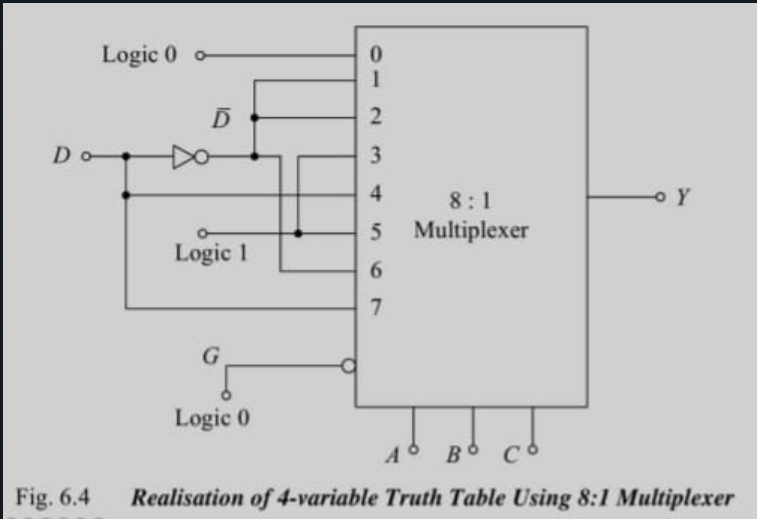 Logic 0
0
1
D̅
2
D
3
4
8 : 1
Y
5
Multiplexer
Logic 1
6
7
G
Logic 0
A B C
Fig. 6.4 Realisation of 4-variable Truth Table Using 8:1 Multiplexer